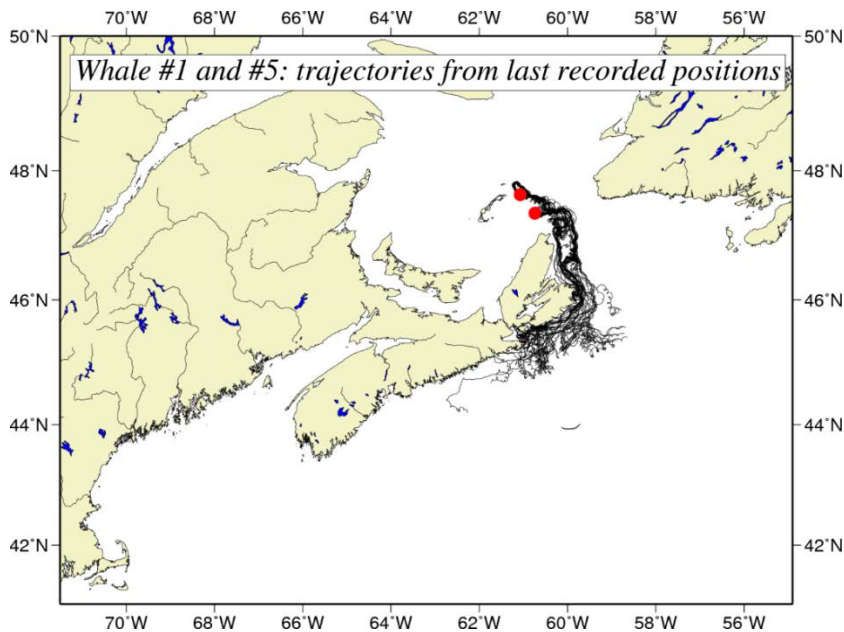 70°W 68°W 66°W 64°W 62°W 60°W 58°W 56°W
50°N 50°N
Whale #1 and #5: trajectories from last recorded positions
48°N 48°N
46°N 46°N
44°N 44°N
42°N 42°N
70°W 68°W 66°W 64°W 62°W 60°W 58°W 56°W